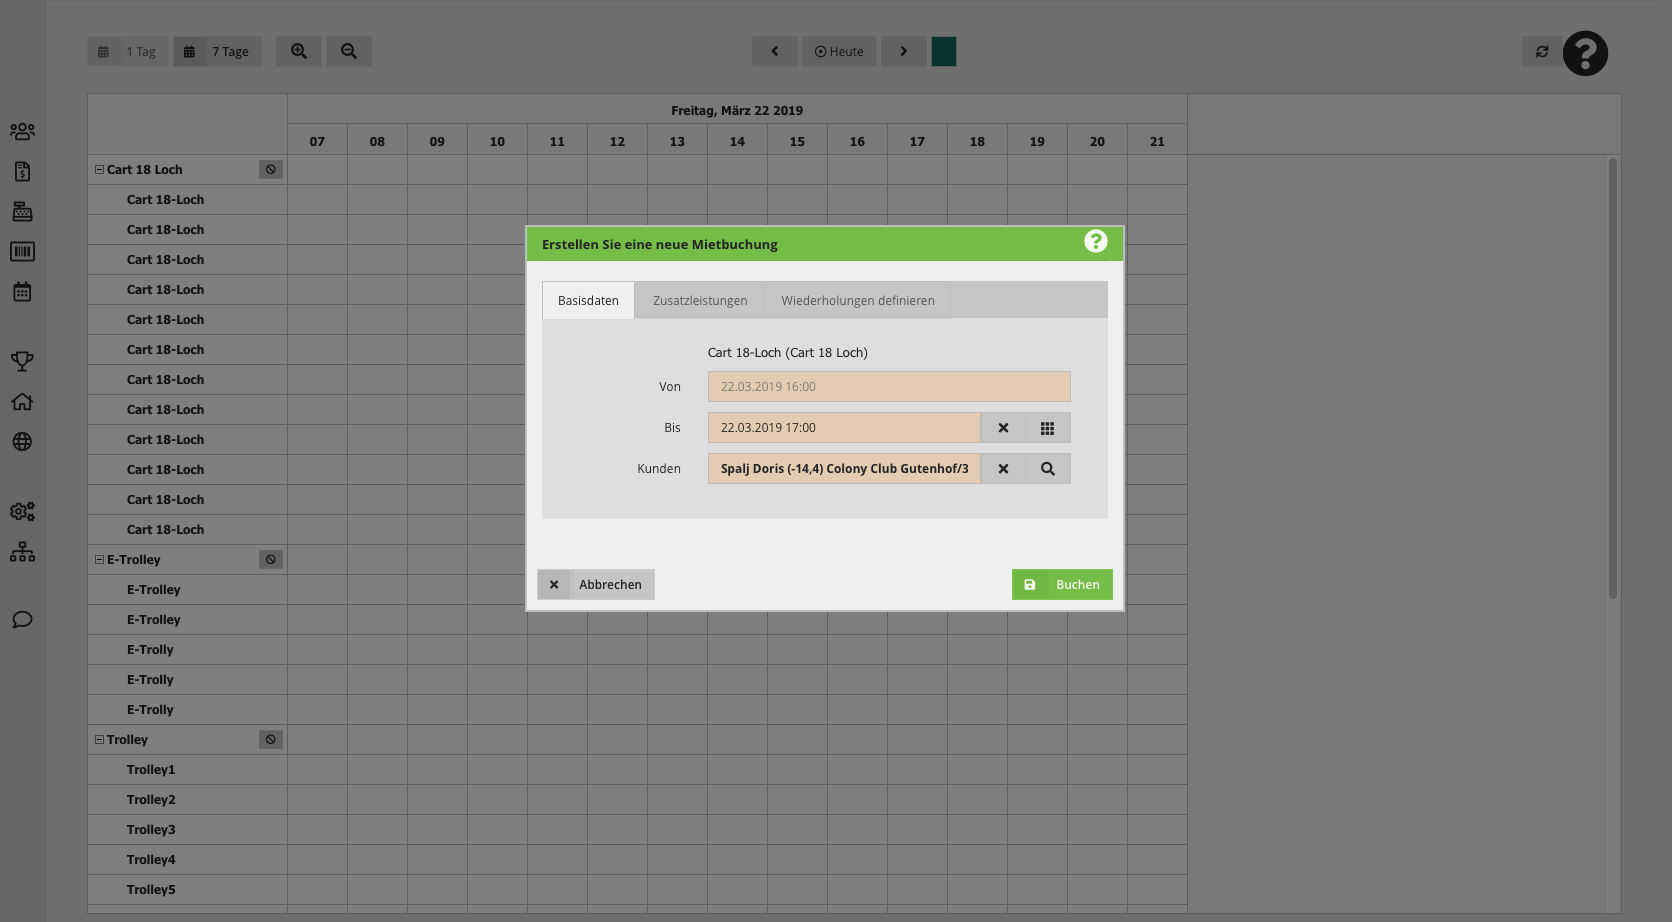 1 Tag
7 Tage
Heute
?
Freitag, März 22 2019
07 08 09 10 11 12 13 14 15 16 17 18 19 20 21
Cart 18 Loch
Cart 18-Loch
Cart 18-Loch
Cart 18-Loch
Cart 18-Loch
Cart 18-Loch
Cart 18-Loch
Cart 18-Loch
Cart 18-Loch
Cart 18-Loch
Cart 18-Loch
Cart 18-Loch
Cart 18-Loch
E-Trolley
E-Trolley
E-Trolley
E-Trolly
E-Trolly
E-Trolly
Trolley
Trolley1
Trolley2
Trolley3
Trolley4
Trolley5
Erstellen Sie eine neue Mietbuchung
?
Basisdaten Zusatzleistungen Wiederholungen definieren
Cart 18-Loch (Cart 18 Loch)
Von 22.03.2019 16:00
Bis 22.03.2019 17:00
Kunden Spalj Doris (-14,4) Colony Club Gutenhof/3
Abbrechen
Buchen